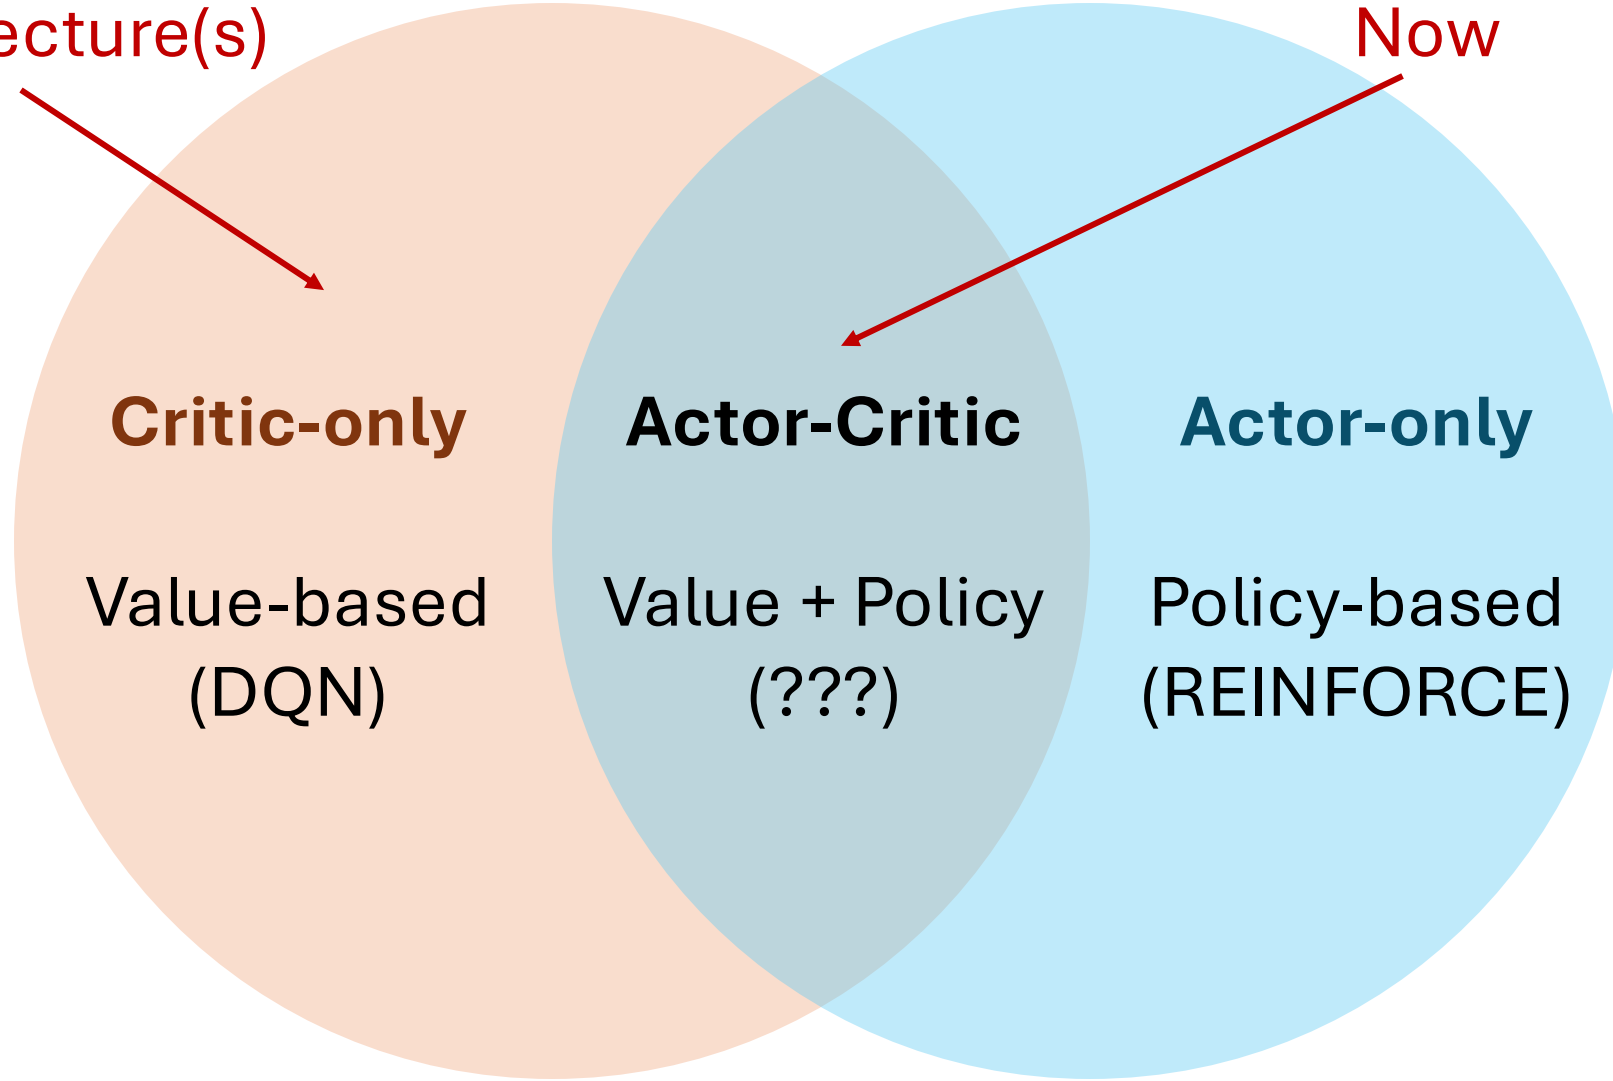 ecture(s)
Now
Critic-only
Actor-Critic
Actor-only
Value-based
(DQN)
Value + Policy
(???)
Policy-based
(REINFORCE)